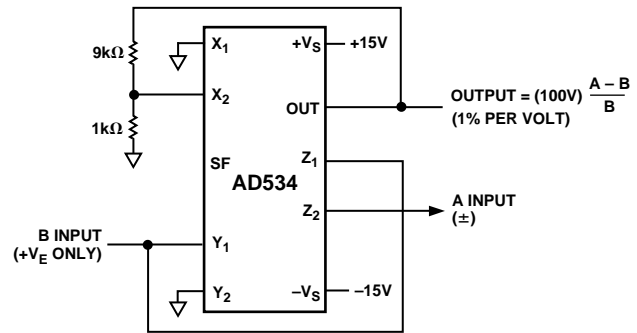 9kΩ
1kΩ
X1
X2
SF
AD534
Y1
Y2
+VS
+15V
OUT
Z1
Z2
–VS
–15V
OUTPUT = (100V) A – B / B
(1% PER VOLT)
A INPUT
(±)
B INPUT
(+VE ONLY)